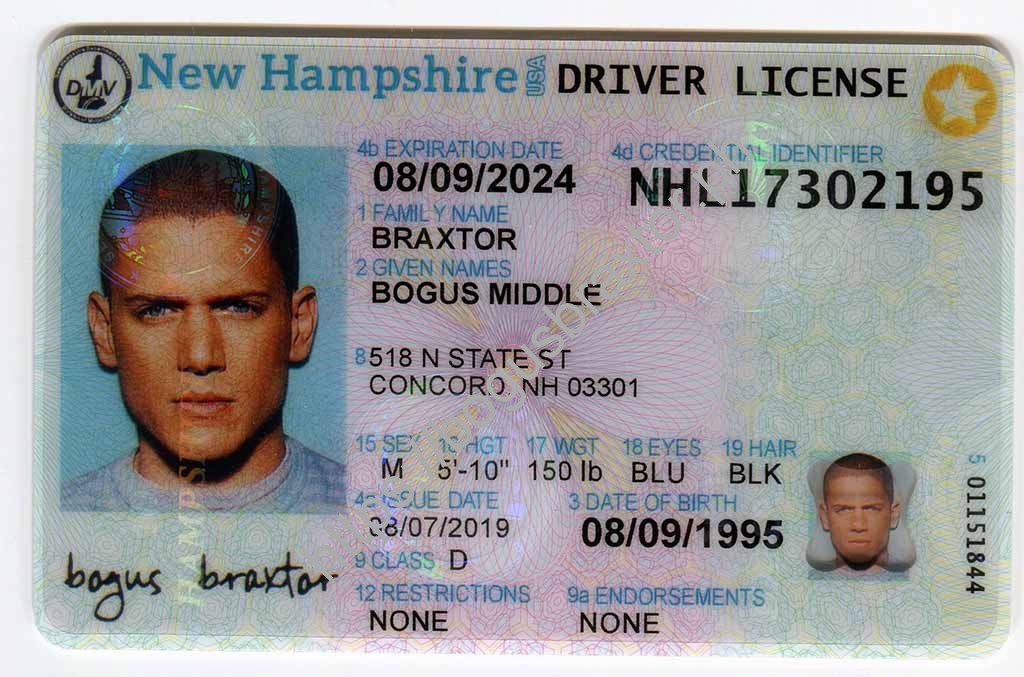 DMV
New Hampshire USA DRIVER LICENSE
4b EXPIRATION DATE
08/09/2024
4d CREDENTIAL IDENTIFIER
NHL17302195
1 FAMILY NAME
BRAXTOR
2 GIVEN NAMES
BOGUS MIDDLE
8 518 N STATE ST
CONCORD, NH 03301
15 SEX 16 HGT 17 WGT 18 EYES 19 HAIR
M 5'-10" 150 lb BLU BLK
4a ISSUE DATE
08/07/2019
3 DATE OF BIRTH
08/09/1995
9 CLASS D
12 RESTRICTIONS
NONE
9a ENDORSEMENTS
NONE
bogus braxtor
5 01151844